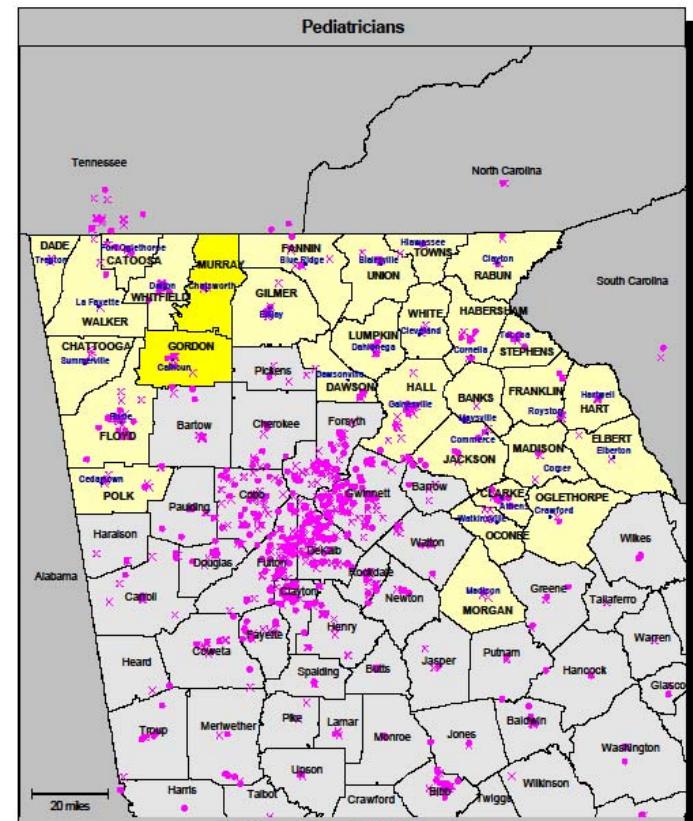 Pediatricians
Tennessee
North Carolina
South Carolina
DADE
Trenton
Fort Oglethorpe
CATOOSA
MURRAY
FANNIN
Blue Ridge
Blairsville
UNION
Hiawassee
TOWNS
Clayton
RABUN
Dalton
WHITFIELD
Chatsworth
GILMER
Ellijay
La Fayette
WALKER
WHITE
Cleveland
HABERSHAM
Cornelia
Toccoa
STEPHENS
LUMPKIN
Dahlonega
CHATTOOGA
Summerville
GORDON
Calhoun
Pickens
Dawsonville
DAWSON
HALL
Gainesville
BANKS
Maysville
FRANKLIN
Royston
Hartwell
HART
Rome
FLOYD
Bartow
Cherokee
Forsyth
Commerce
JACKSON
MADISON
Comer
ELBERT
Elberton
Cedartown
POLK
Paulding
Cobb
Gwinnett
Barrow
CLARKE
Athens
OGLETHORPE
Crawford
Watkinsville
OCONEE
Haralson
Douglas
Fulton
DeKalb
Walton
Wilkes
Alabama
Carroll
Clayton
Rockdale
Newton
Madison
MORGAN
Greene
Taliaferro
Fayette
Henry
Warren
Heard
Coweta
Spalding
Butts
Jasper
Putnam
Hancock
Glasco
Troup
Meriwether
Pike
Lamar
Monroe
Jones
Baldwin
Washington
Harris
Talbot
Upson
Crawford
Bibb
Twiggs
Wilkinson
20 miles